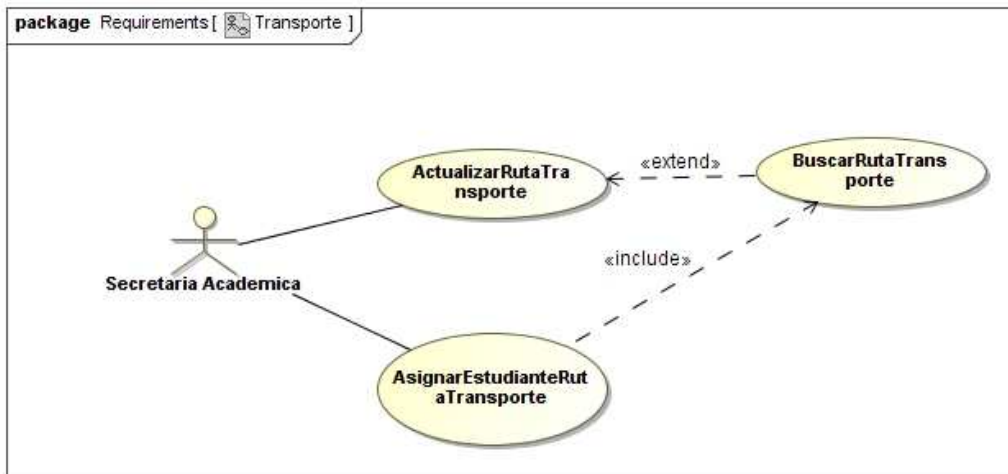 package Requirements [ Transporte ]
ActualizarRutaTra
nsporte
«extend»
BuscarRutaTrans
porte
«include»
Secretaria Academica
AsignarEstudianteRut
aTransporte